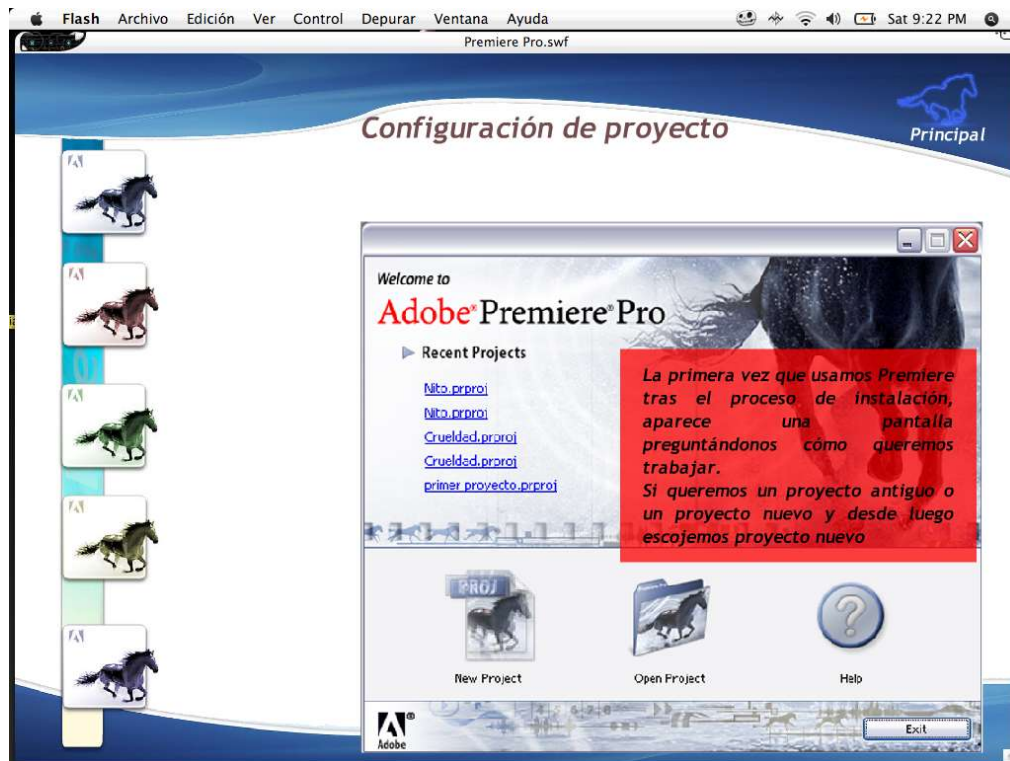 Flash Archivo Edición Ver Control Depurar Ventana Ayuda Sat 9:22 PM
Premiere Pro.swf
Configuración de proyecto
Principal
Welcome to
Adobe® Premiere® Pro
Recent Projects
Nito.prproj
Nito.prproj
Crueldad.prproj
Crueldad.prproj
primer proyecto.prproj
La primera vez que usamos Premiere
tras el proceso de instalación,
aparece una pantalla
preguntándonos cómo queremos
trabajar.
Si queremos un proyecto antiguo o
un proyecto nuevo y desde luego
escojemos proyecto nuevo
PROJ
New Project
Open Project
Help
Adobe
Exit